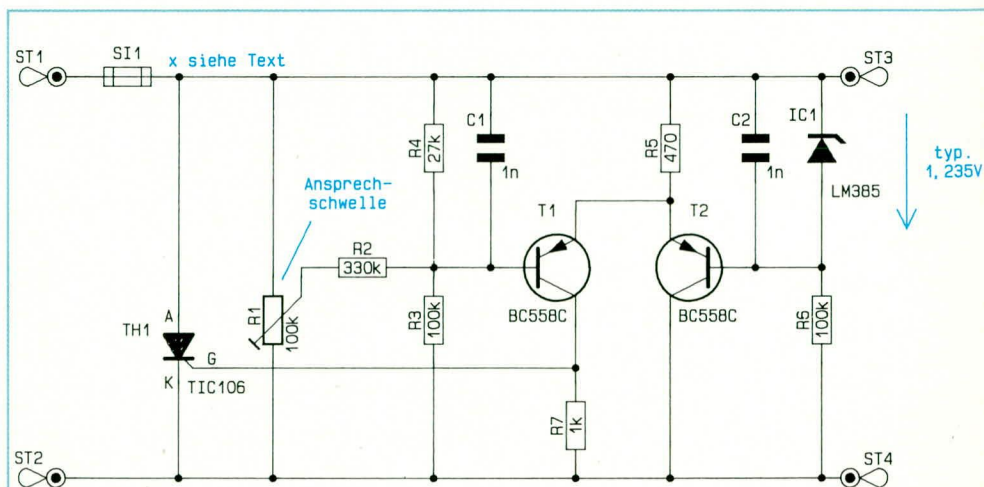 ST1
SI1
x siehe Text
ST3
C1
C2
IC1
R4
27k
R5
470
1n
1n
typ.
1,235V
LM385
Ansprech-
schwelle
T1
T2
R2
330k
BC558C
BC558C
R1
100k
R3
100k
R6
100k
A
TH1
G
K
TIC106
R7
1k
ST2
ST4